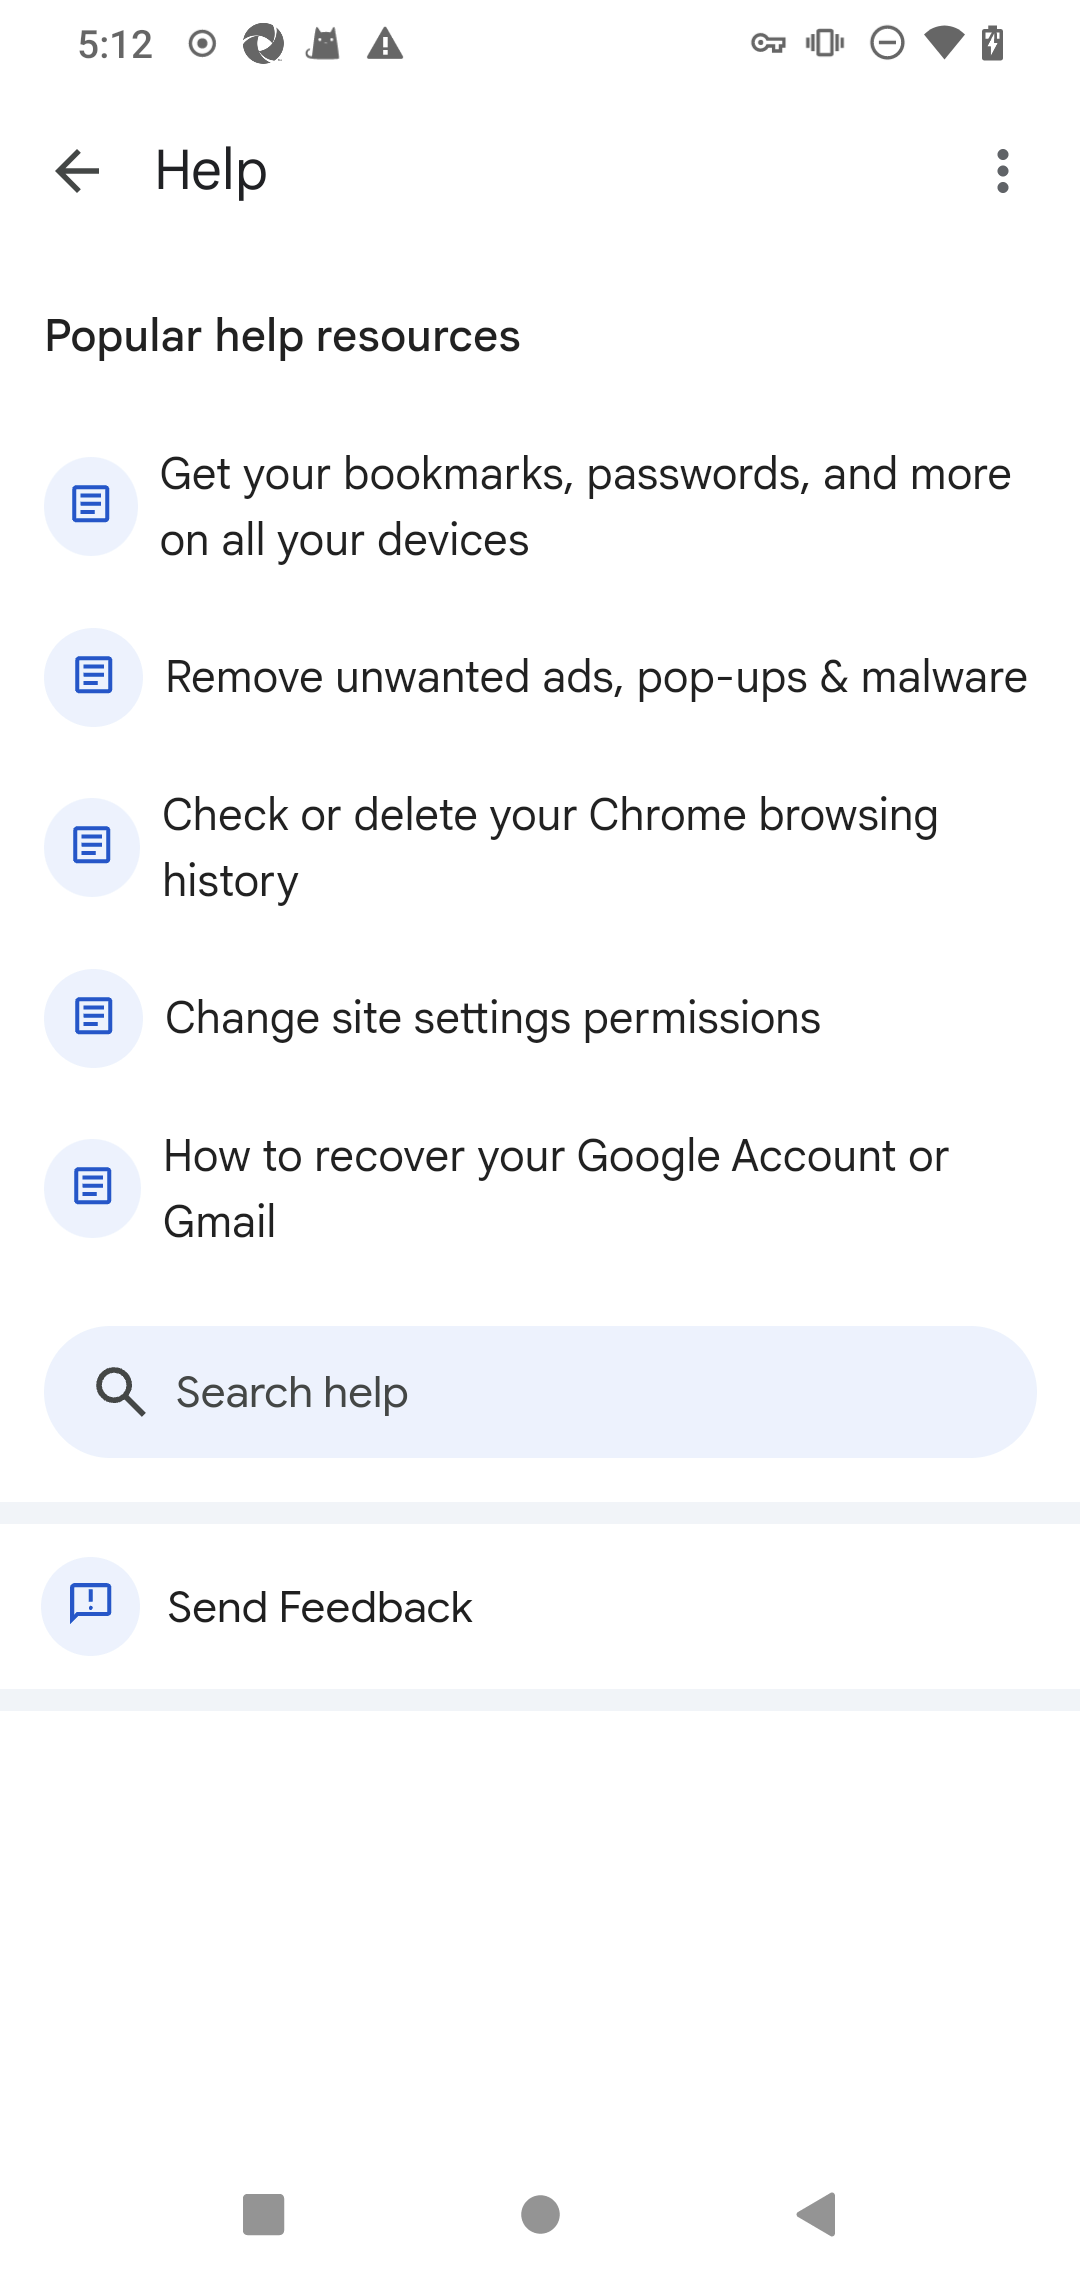 5:12
Help
Popular help resources
Get your bookmarks, passwords, and more
on all your devices
Remove unwanted ads, pop-ups & malware
Check or delete your Chrome browsing
history
Change site settings permissions
How to recover your Google Account or
Gmail
Search help
Send Feedback